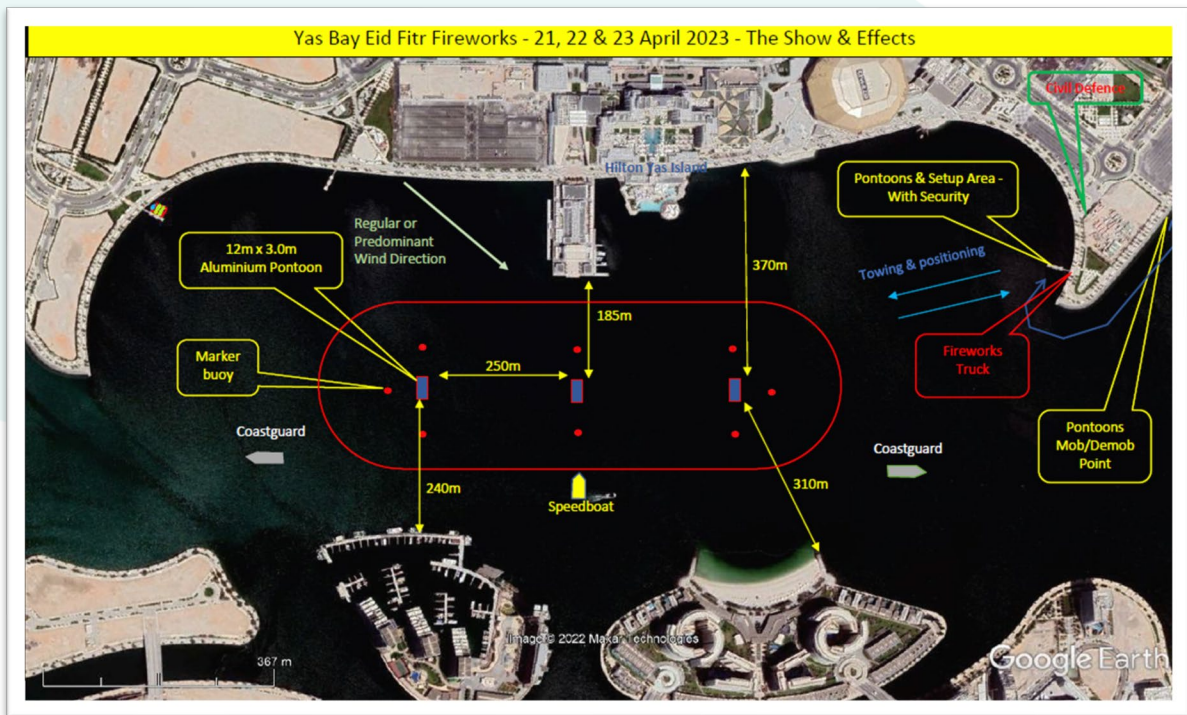 Yas Bay Eid Fitr Fireworks - 21, 22 & 23 April 2023 - The Show & Effects
Civil Defence
Hilton Yas Island
Pontoons & Setup Area -
With Security
Regular or
Predominant
Wind Direction
12m x 3.0m
Aluminium Pontoon
370m
Towing & positioning
185m
Marker
buoy
250m
Fireworks
Truck
Pontoons
Mob/Demob
Point
Coastguard
Coastguard
240m
310m
Speedboat
Image © 2022 Maxar Technologies
367 m
Google Earth